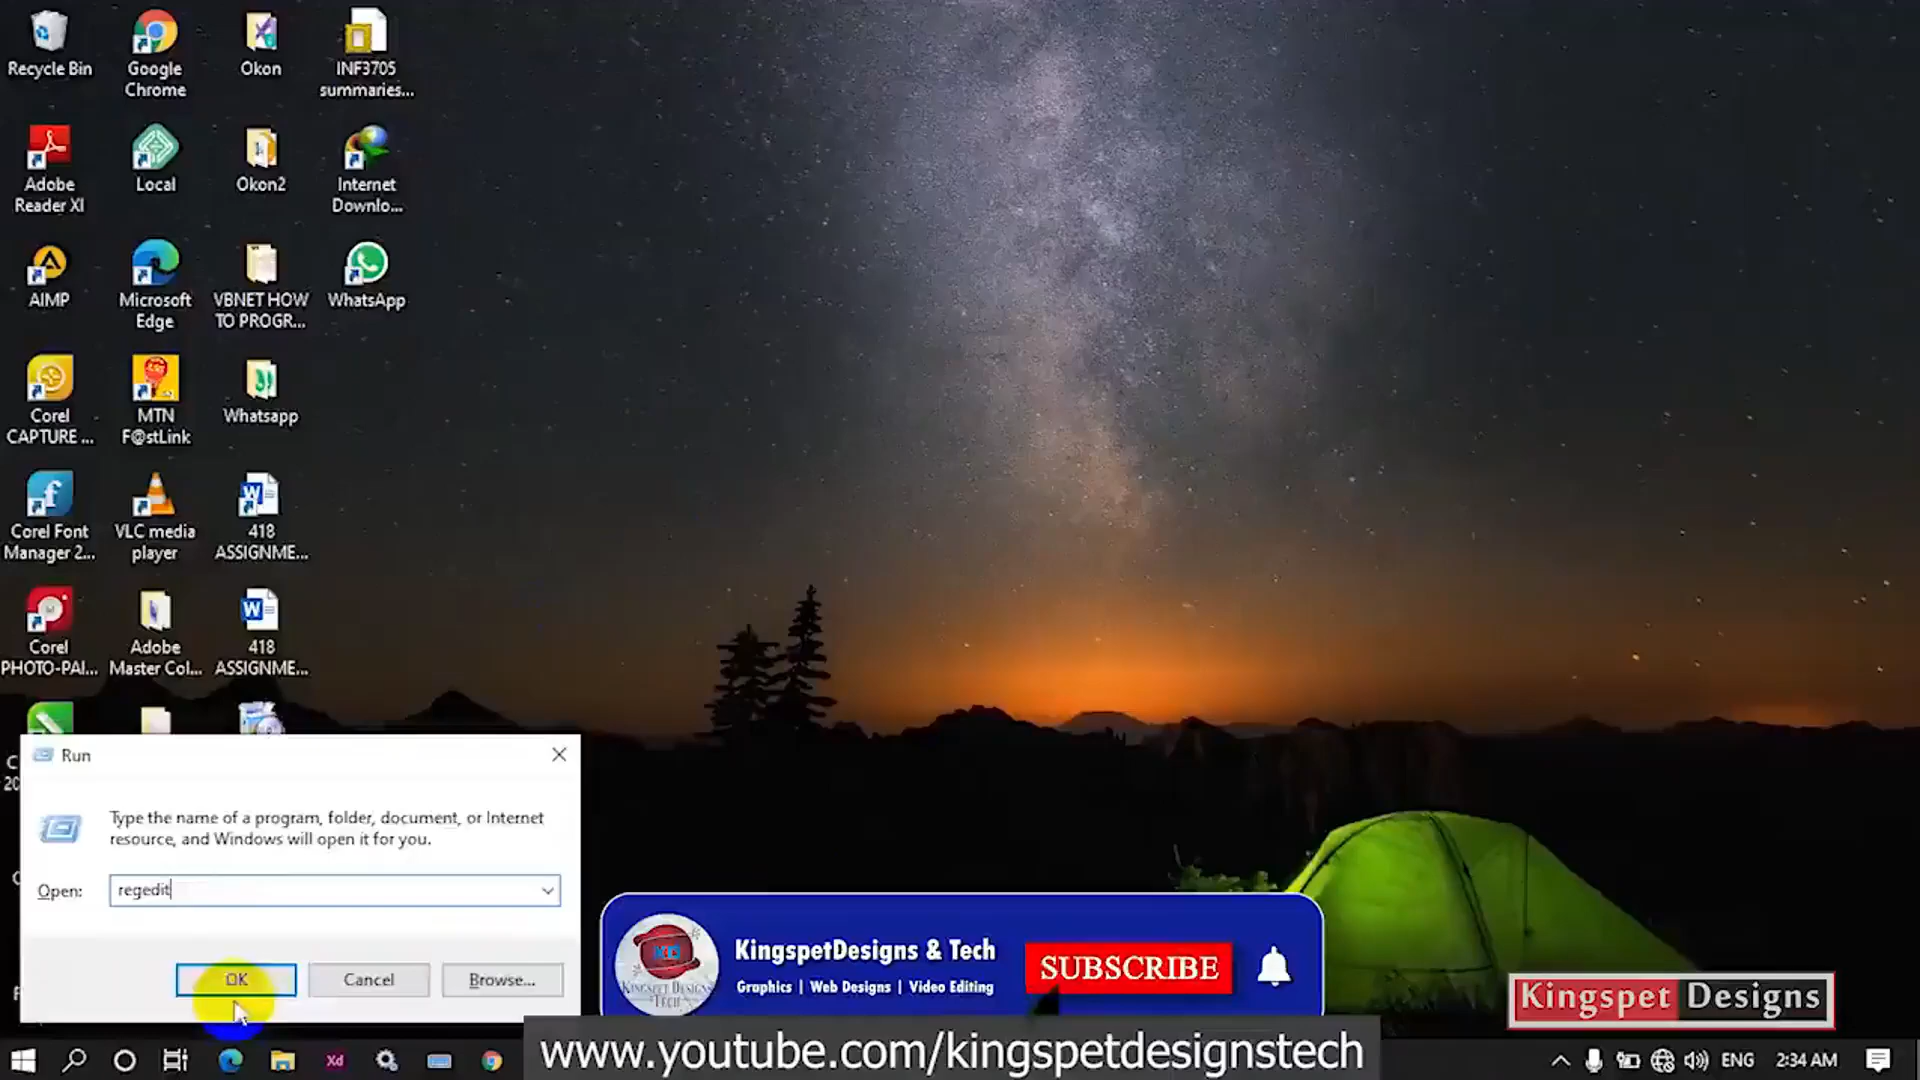 Recycle Bin
Google
Chrome
Okon
INF3705
summaries...
Adobe
Reader XI
Local
Okon2
Internet
Downlo...
AIMP
Microsoft
Edge
VBNET HOW
TO PROGR...
WhatsApp
Corel
CAPTURE ...
MTN
F@stLink
Whatsapp
Corel Font
Manager 2...
VLC media
player
418
ASSIGNME...
Corel
PHOTO-PAI...
Adobe
Master Col...
418
ASSIGNME...
Run
Type the name of a program, folder, document, or Internet
resource, and Windows will open it for you.
Open:
regedit
OK
Cancel
Browse...
KingspetDesigns & Tech
Graphics | Web Designs | Video Editing
KINGSPET DESIGNS
TECH
SUBSCRIBE
Kingspet Designs
www.youtube.com/kingspetdesignstech
Xd
ENG
2:34 AM